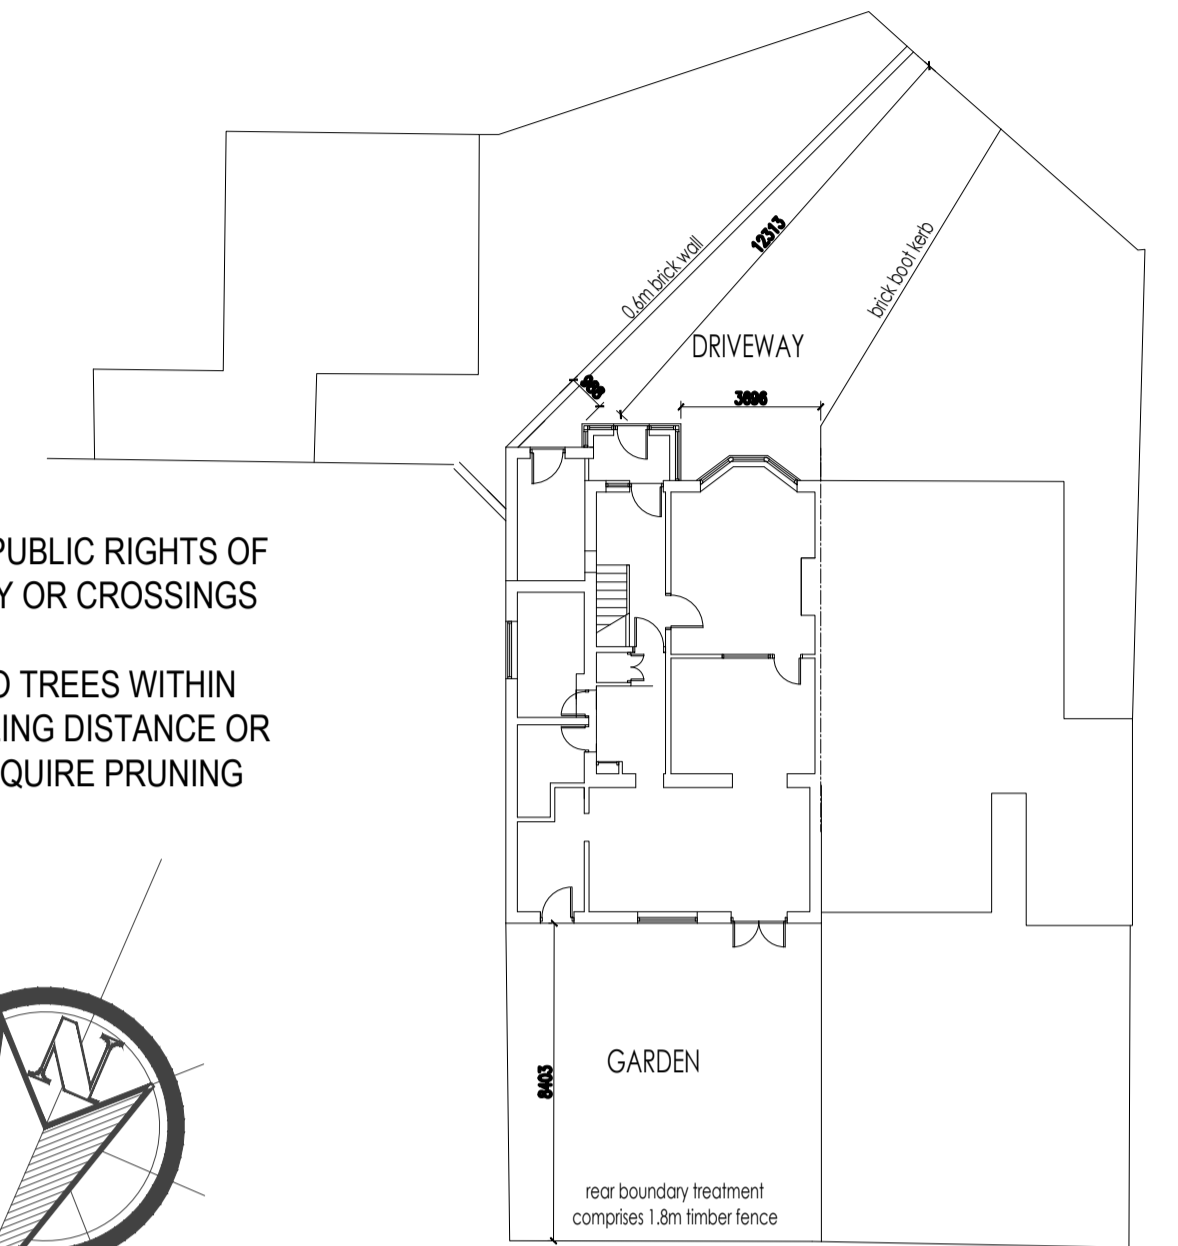 12313
0.6m brick wall
brick boot kerb
DRIVEWAY
3696
PUBLIC RIGHTS OF
Y OR CROSSINGS
D TREES WITHIN
ING DISTANCE OR
QUIRE PRUNING
N
GARDEN
8403
rear boundary treatment
comprises 1.8m timber fence